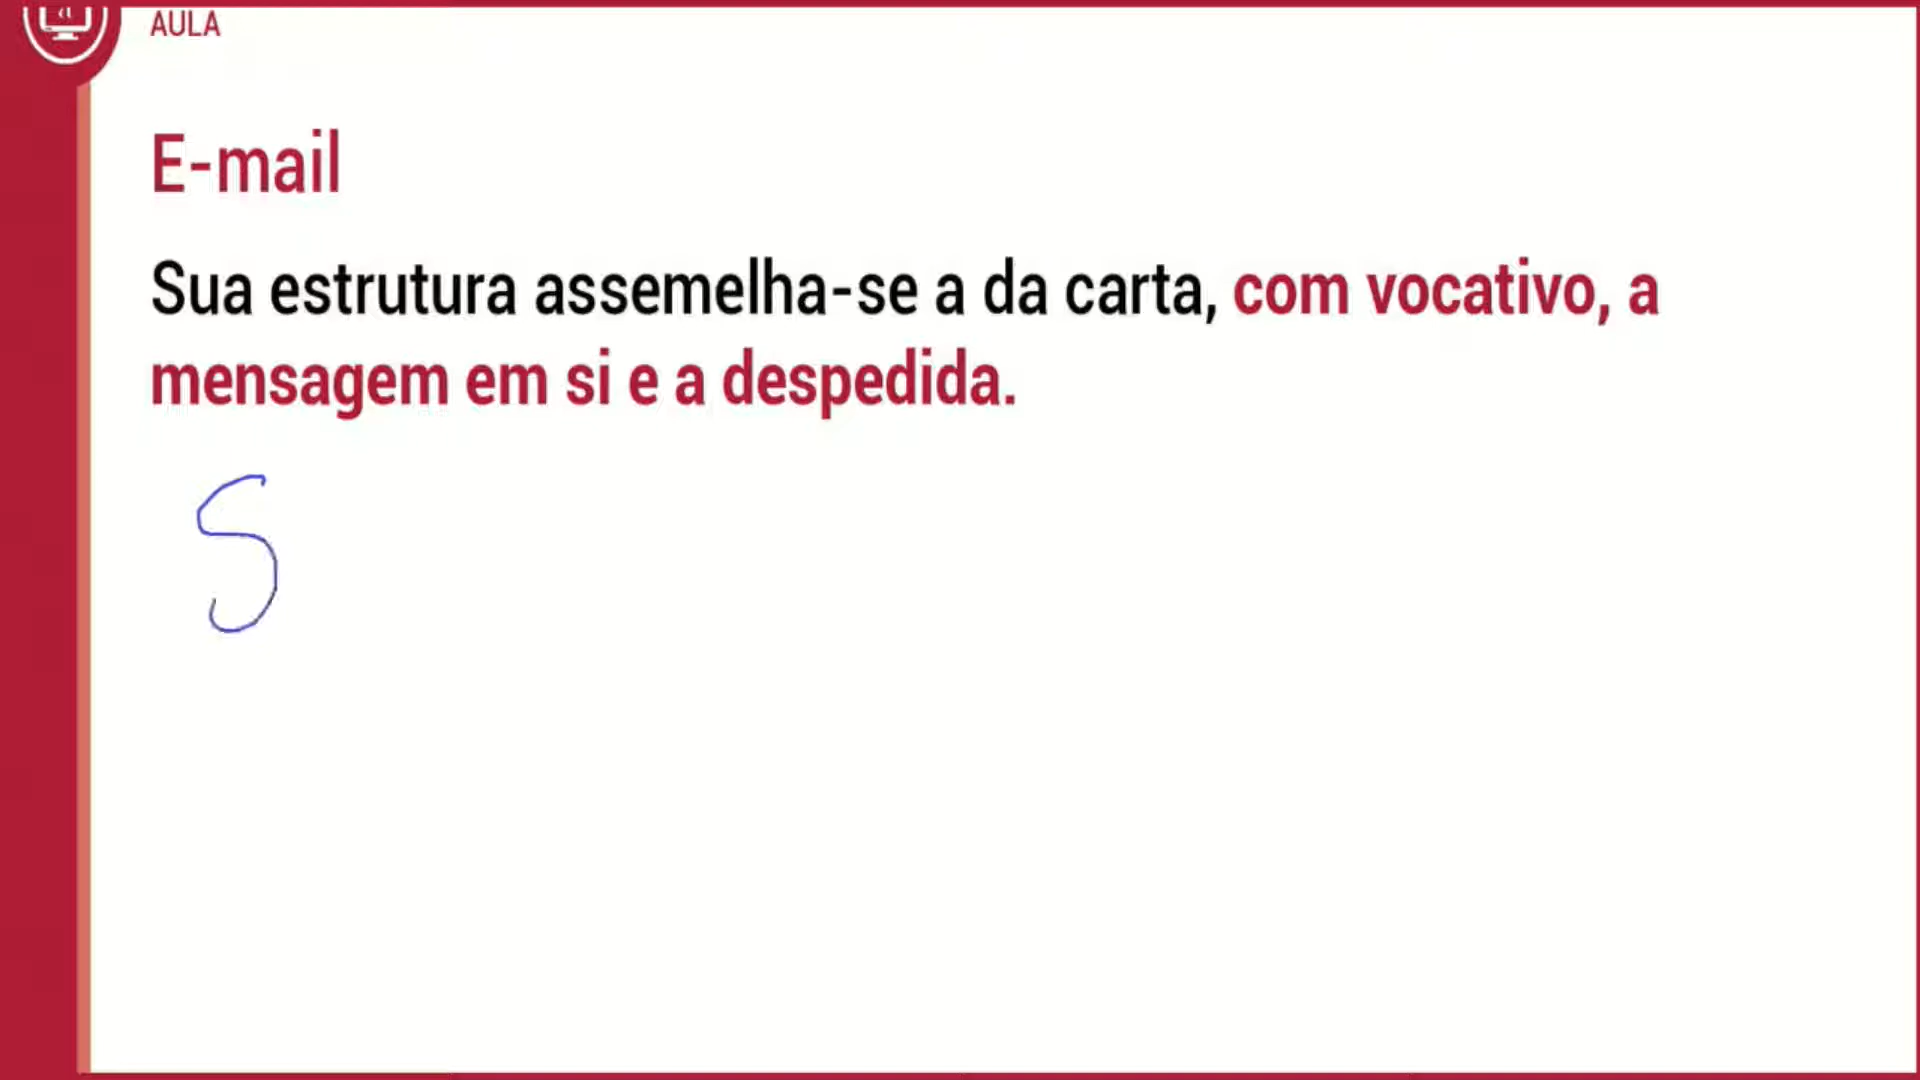 AULA
E-mail
Sua estrutura assemelha-se a da carta, com vocativo, a
mensagem em si e a despedida.
S